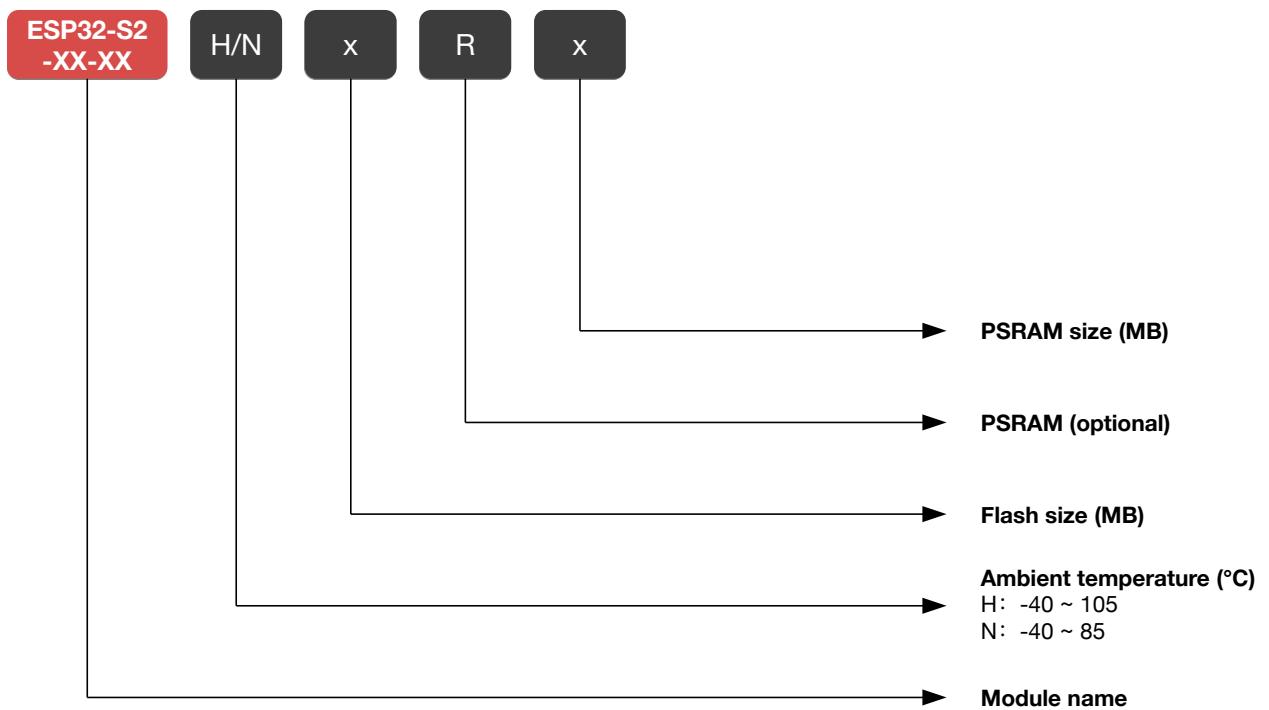 ESP32-S2
-XX-XX
H/N
x
R
x
PSRAM size (MB)
PSRAM (optional)
Flash size (MB)
Ambient temperature (°C)
H： -40 ~ 105
N： -40 ~ 85
Module name